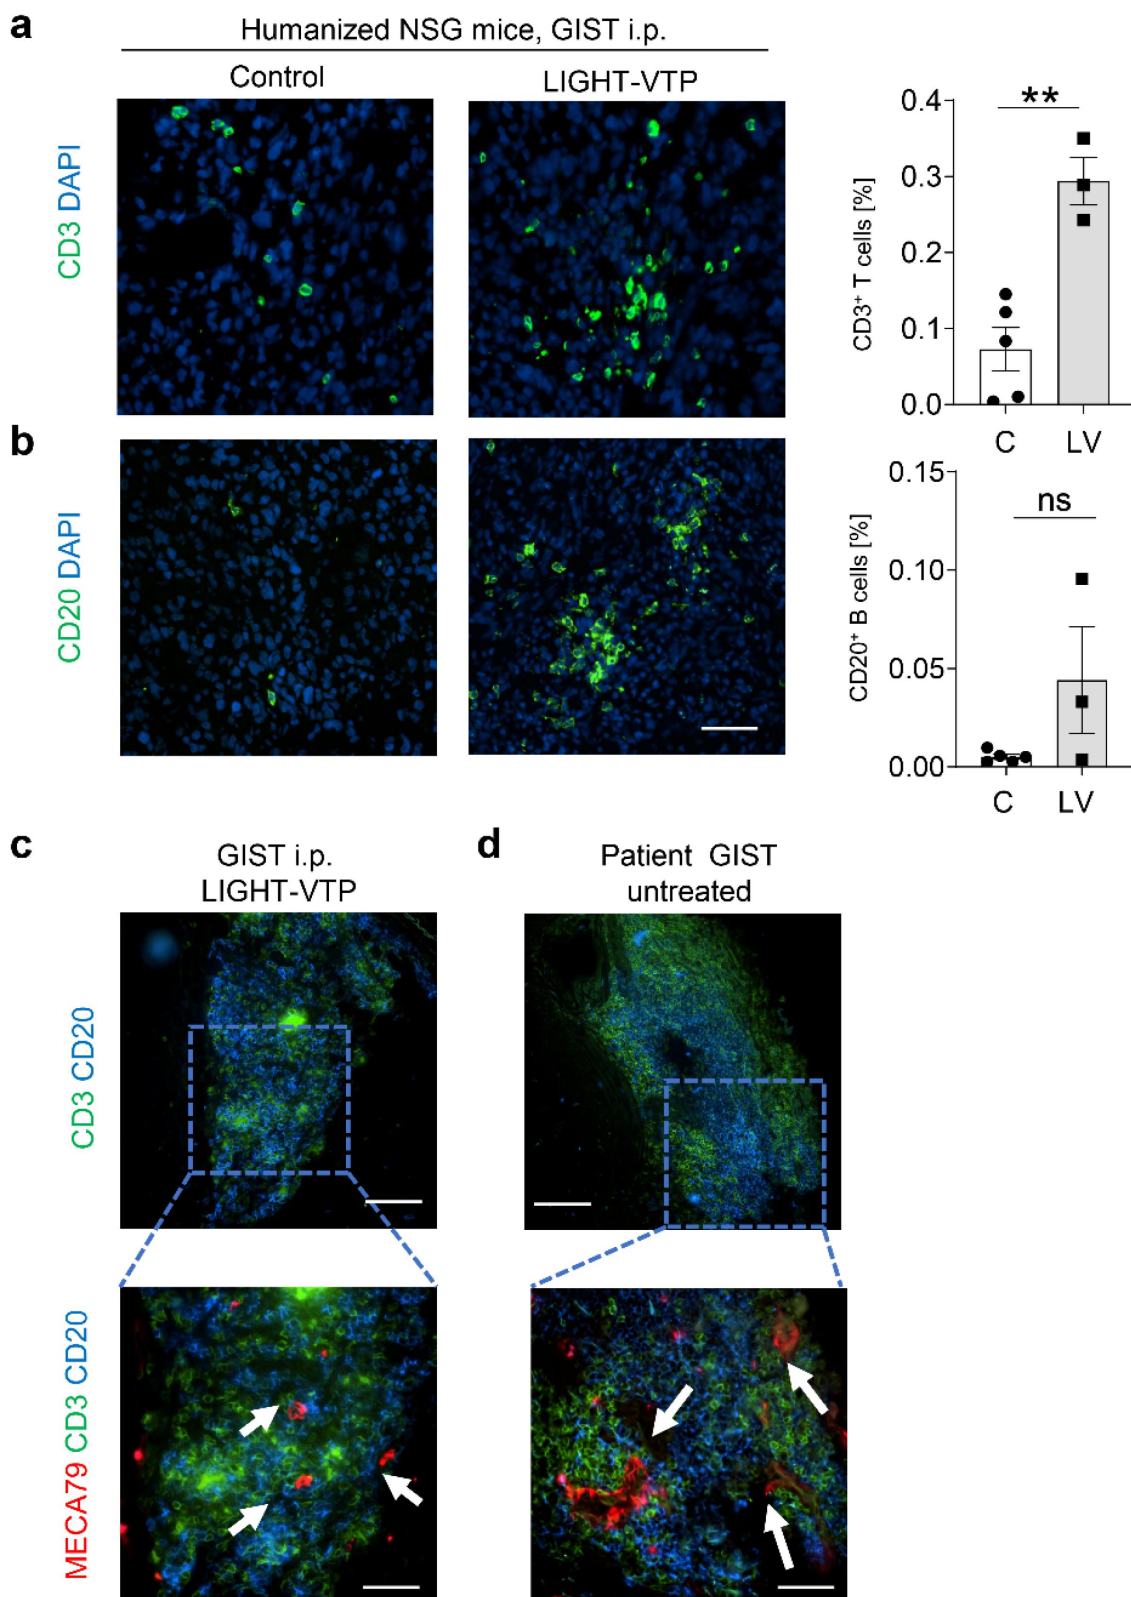 a
Humanized NSG mice, GIST i.p.
Control
LIGHT-VTP
CD3 DAPI
**
CD3⁺ T cells [%]
0.4
0.3
0.2
0.1
0.0
C
LV
b
CD20 DAPI
ns
CD20⁺ B cells [%]
0.15
0.10
0.05
0.00
C
LV
c
GIST i.p.
LIGHT-VTP
d
Patient GIST
untreated
CD3 CD20
MECA79 CD3 CD20